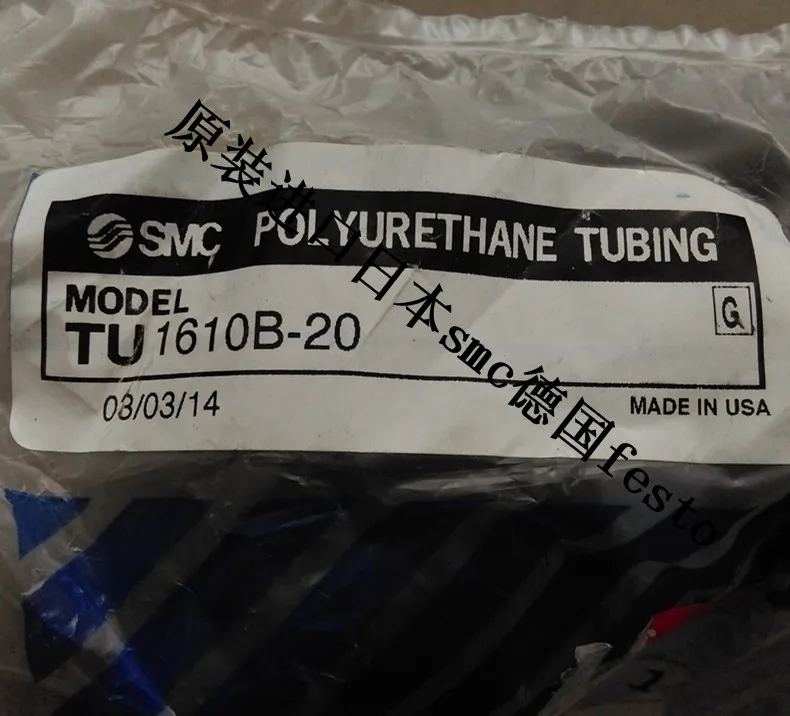 SMC POLYURETHANE TUBING
MODEL
TU 1610B-20
G
03/03/14
MADE IN USA
原装进口日本smc德国festo